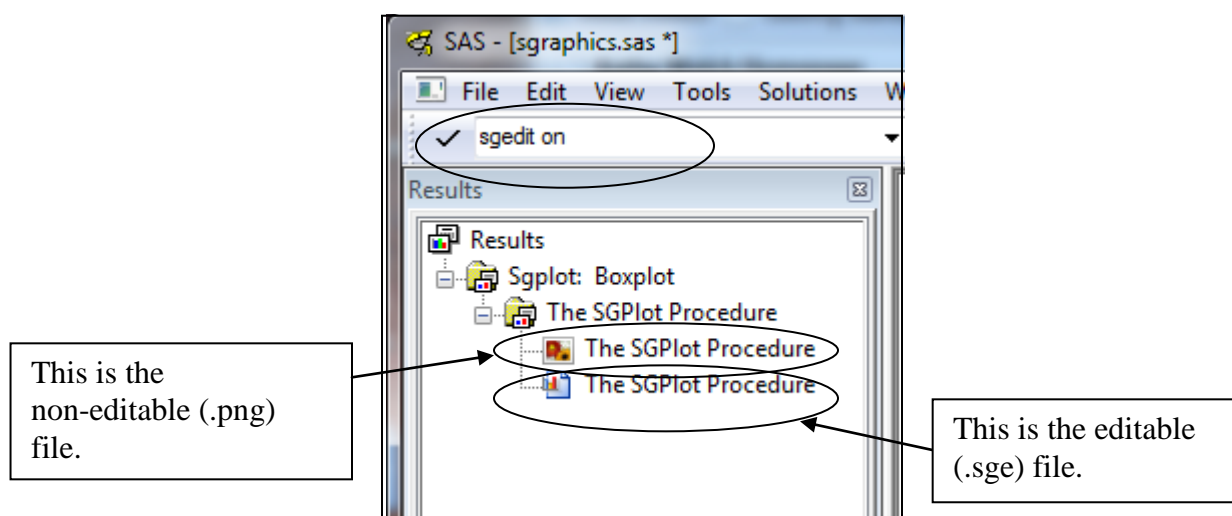 SAS - [sgraphics.sas *]
File Edit View Tools Solutions W
sgedit on
Results
Results
Sgplot: Boxplot
The SGPlot Procedure
The SGPlot Procedure
The SGPlot Procedure
This is the
non-editable (.png)
file.
This is the editable
(.sge) file.